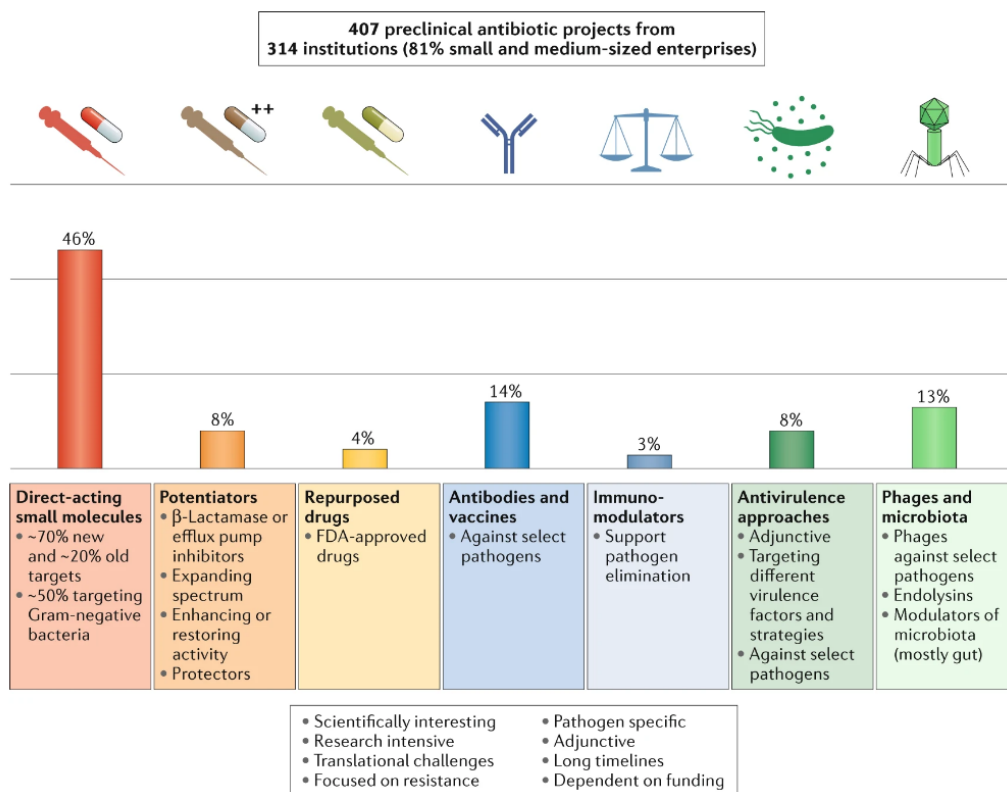 407 preclinical antibiotic projects from
314 institutions (81% small and medium-sized enterprises)
++
46%
8%
4%
14%
3%
8%
13%
Direct-acting
small molecules
• ~70% new
and ~20% old
targets
• ~50% targeting
Gram-negative
bacteria
Potentiators
• β-Lactamase or
efflux pump
inhibitors
• Expanding
spectrum
• Enhancing or
restoring
activity
• Protectors
Repurposed
drugs
• FDA-approved
drugs
Antibodies and
vaccines
• Against select
pathogens
Immuno-
modulators
• Support
pathogen
elimination
Antivirulence
approaches
• Adjunctive
• Targeting
different
virulence
factors and
strategies
• Against select
pathogens
Phages and
microbiota
• Phages
against select
pathogens
• Endolysins
• Modulators of
microbiota
(mostly gut)
• Scientifically interesting
• Research intensive
• Translational challenges
• Focused on resistance
• Pathogen specific
• Adjunctive
• Long timelines
• Dependent on funding